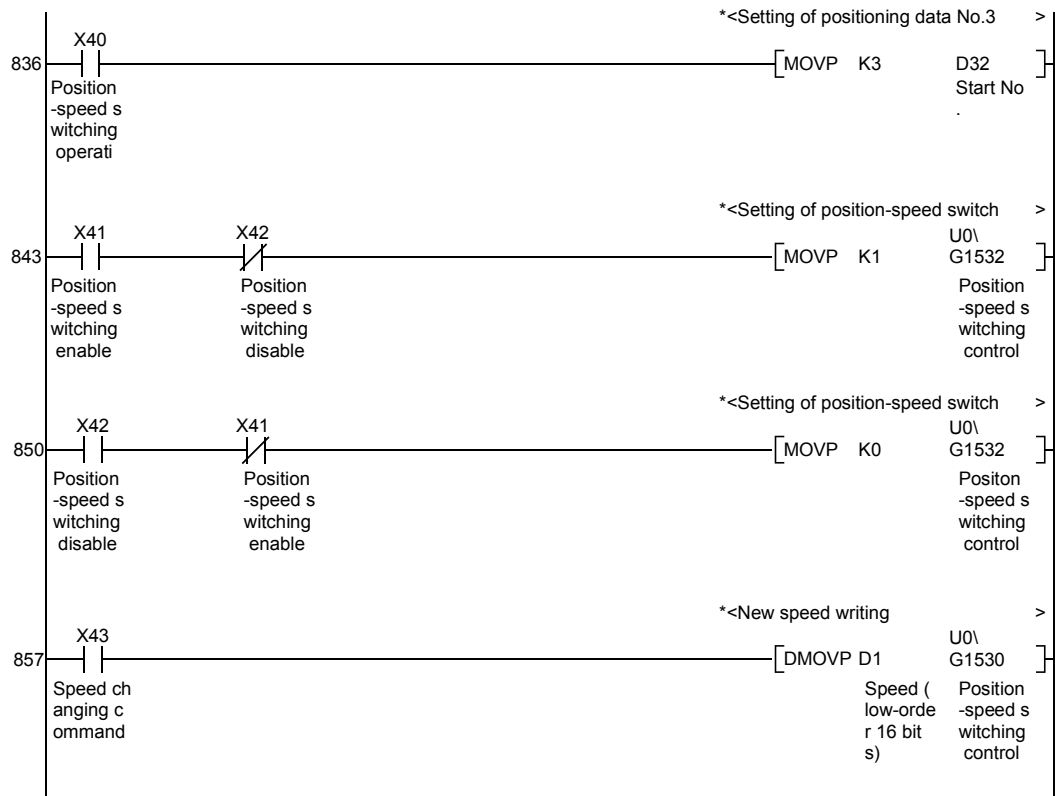 *<Setting of positioning data No.3 >
X40
836
[MOVP K3 D32 ]
Position
-speed s
witching
operati
Start No
.
*<Setting of position-speed switch >
X41 X42 U0\
843
[MOVP K1 G1532 ]
Position
-speed s
witching
enable
Position
-speed s
witching
disable
Position
-speed s
witching
control
*<Setting of position-speed switch >
X42 X41 U0\
850
[MOVP K0 G1532 ]
Position
-speed s
witching
disable
Position
-speed s
witching
enable
Positon
-speed s
witching
control
*<New speed writing >
X43 U0\
857
[DMOVP D1 G1530 ]
Speed ch
anging c
ommand
Speed (
low-orde
r 16 bit
s)
Position
-speed s
witching
control